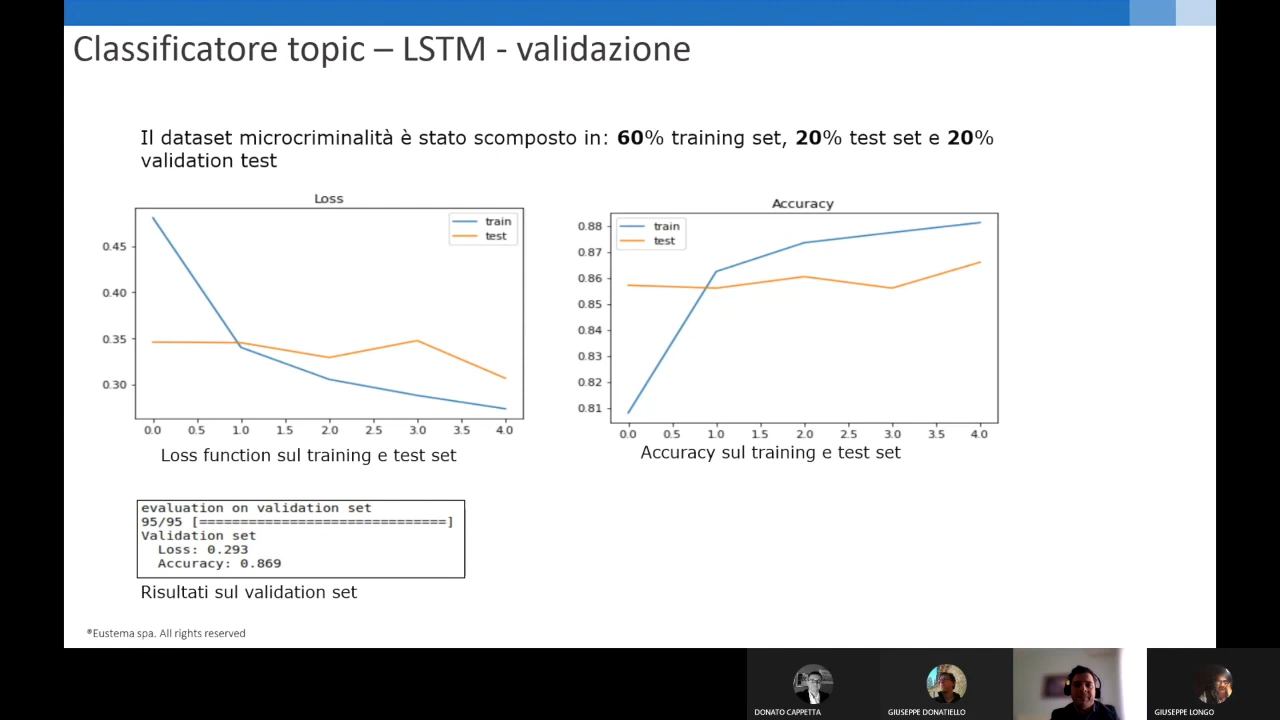 Classificatore topic – LSTM - validazione
Il dataset microcriminalità è stato scomposto in: 60% training set, 20% test set e 20%
validation test
Loss
train
test
0.45
0.40
0.35
0.30
0.0 0.5 1.0 1.5 2.0 2.5 3.0 3.5 4.0
Loss function sul training e test set
Accuracy
train
test
0.88
0.87
0.86
0.85
0.84
0.83
0.82
0.81
0.0 0.5 1.0 1.5 2.0 2.5 3.0 3.5 4.0
Accuracy sul training e test set
evaluation on validation set
95/95 [==============================]
Validation set
Loss: 0.293
Accuracy: 0.869
Risultati sul validation set
®Eustema spa. All rights reserved
DONATO CAPPETTA
GIUSEPPE DONATIELLO
GIUSEPPE LONGO